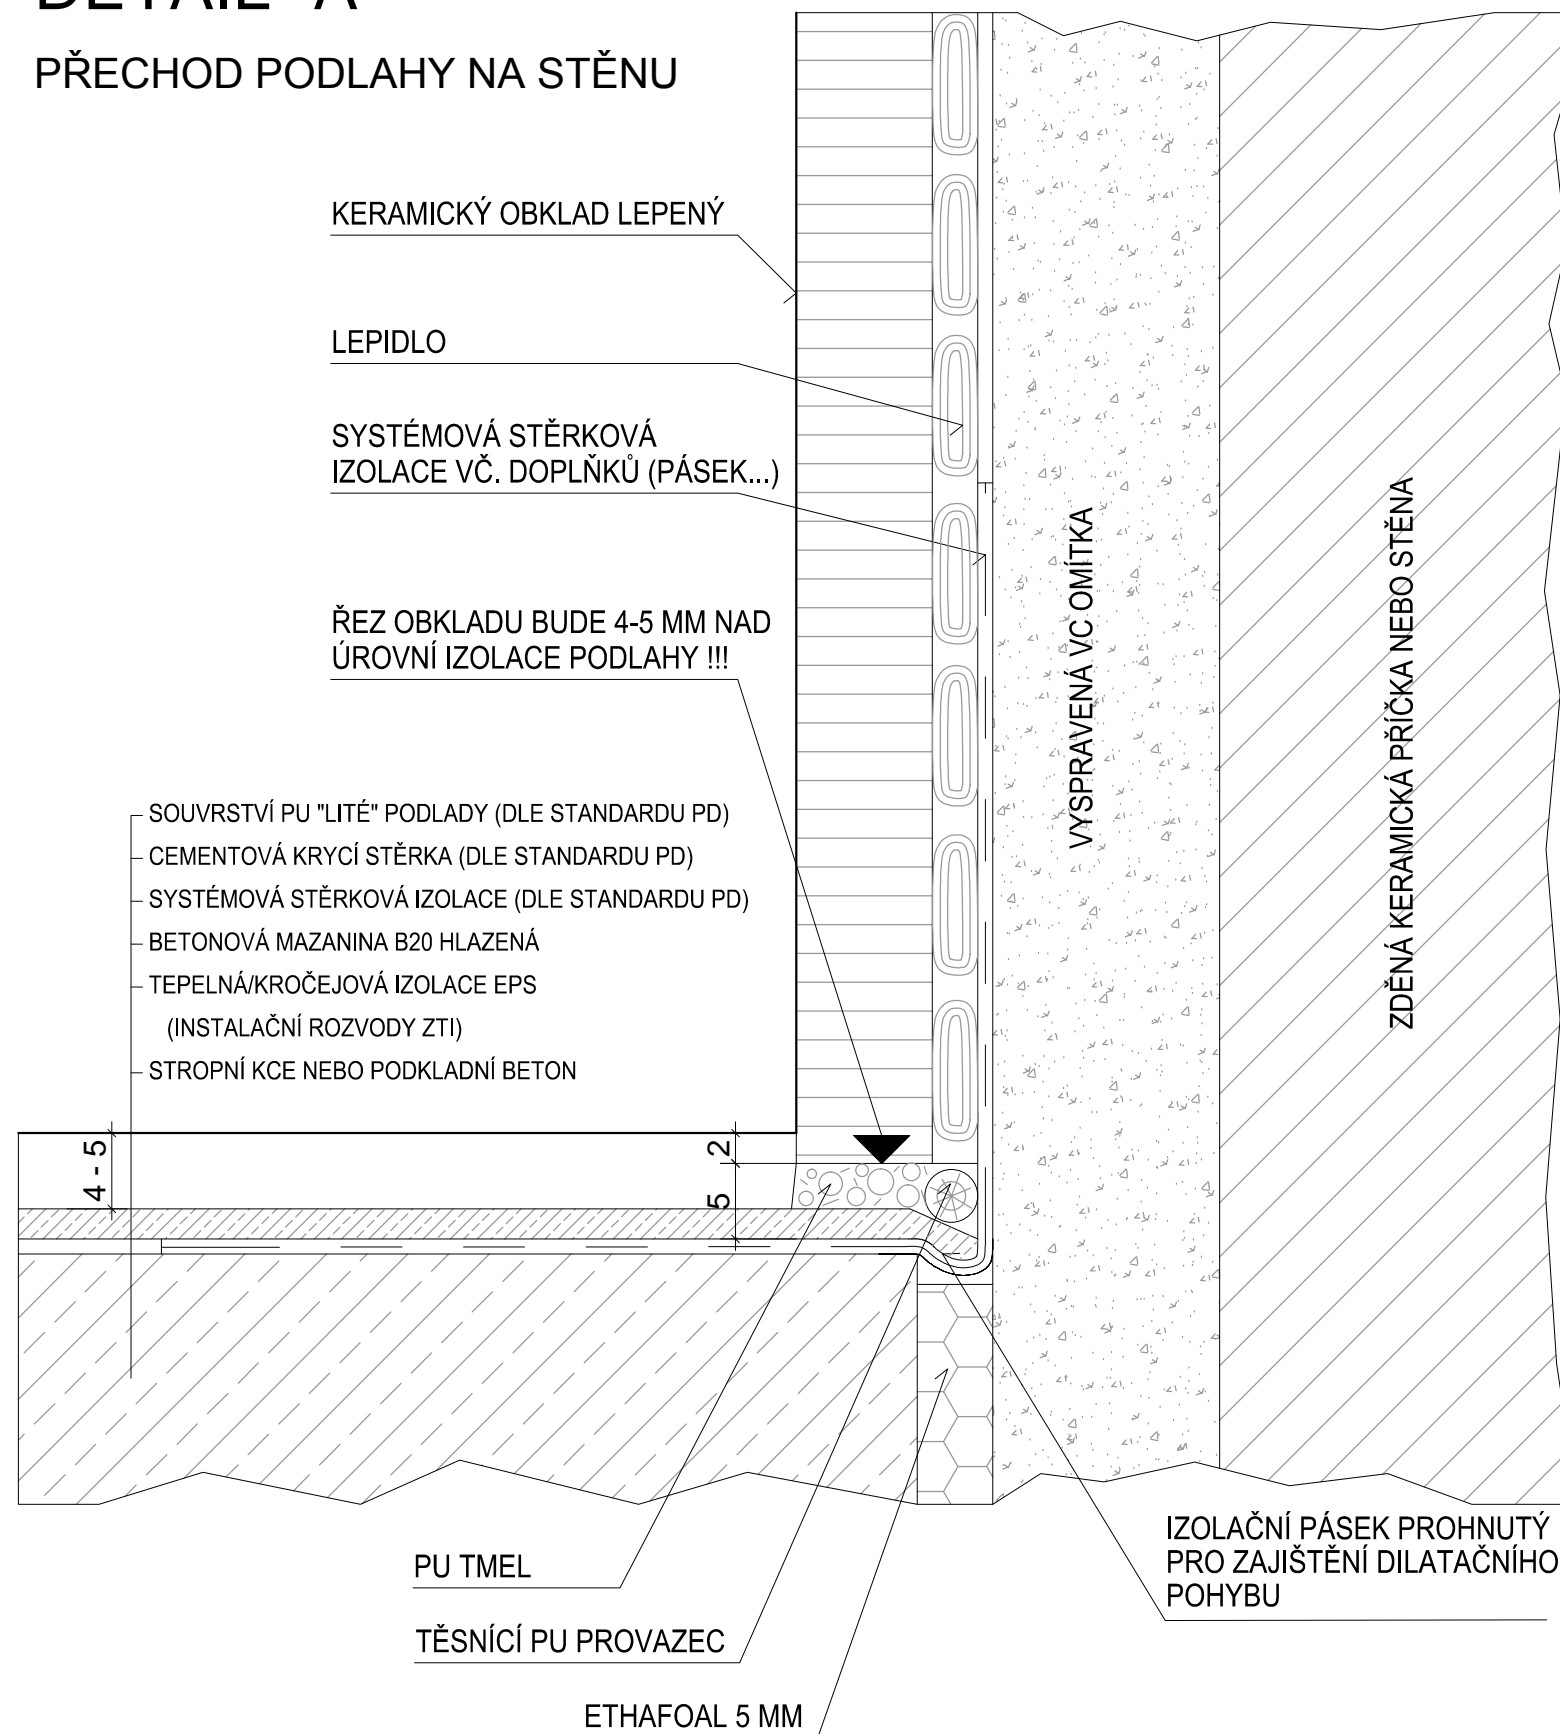 DETAIL "A"
PŘECHOD PODLAHY NA STĚNU
KERAMICKÝ OBKLAD LEPENÝ
LEPIDLO
SYSTÉMOVÁ STĚRKOVÁ
IZOLACE VČ. DOPLŇKŮ (PÁSEK...)
ŘEZ OBKLADU BUDE 4-5 MM NAD
ÚROVNÍ IZOLACE PODLAHY !!!
SOUVRSTVÍ PU "LITÉ" PODLADY (DLE STANDARDU PD)
CEMENTOVÁ KRYCÍ STĚRKA (DLE STANDARDU PD)
SYSTÉMOVÁ STĚRKOVÁ IZOLACE (DLE STANDARDU PD)
BETONOVÁ MAZANINA B20 HLAZENÁ
TEPELNÁ/KROČEJOVÁ IZOLACE EPS
(INSTALAČNÍ ROZVODY ZTI)
STROPNÍ KCE NEBO PODKLADNÍ BETON
VYSPRAVENÁ VC OMÍTKA
ZDĚNÁ KERAMICKÁ PŘÍČKA NEBO STĚNA
4 - 5
2
5
PU TMEL
TĚSNÍCÍ PU PROVAZEC
ETHAFOAL 5 MM
IZOLAČNÍ PÁSEK PROHNUTÝ
PRO ZAJIŠTĚNÍ DILATAČNÍHO
POHYBU